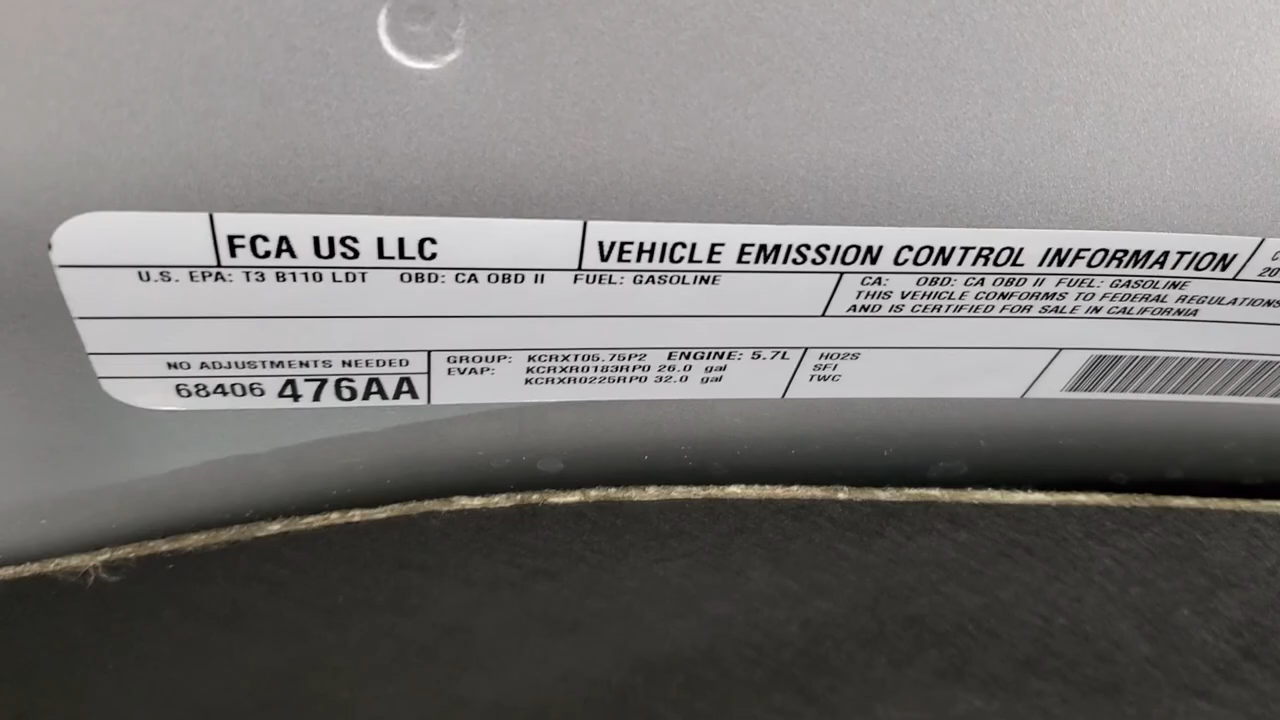 FCA US LLC
VEHICLE EMISSION CONTROL INFORMATION
U.S. EPA: T3 B110 LDT OBD: CA OBD II FUEL: GASOLINE
CA: OBD: CA OBD II FUEL: GASOLINE
THIS VEHICLE CONFORMS TO FEDERAL REGULATIONS
AND IS CERTIFIED FOR SALE IN CALIFORNIA
NO ADJUSTMENTS NEEDED
68406 476AA
GROUP: KCRXT05.75P2 ENGINE: 5.7L
EVAP: KCRXR0183RP0 26.0 gal
KCRXR0225RP0 32.0 gal
HO2S
SFI
TWC